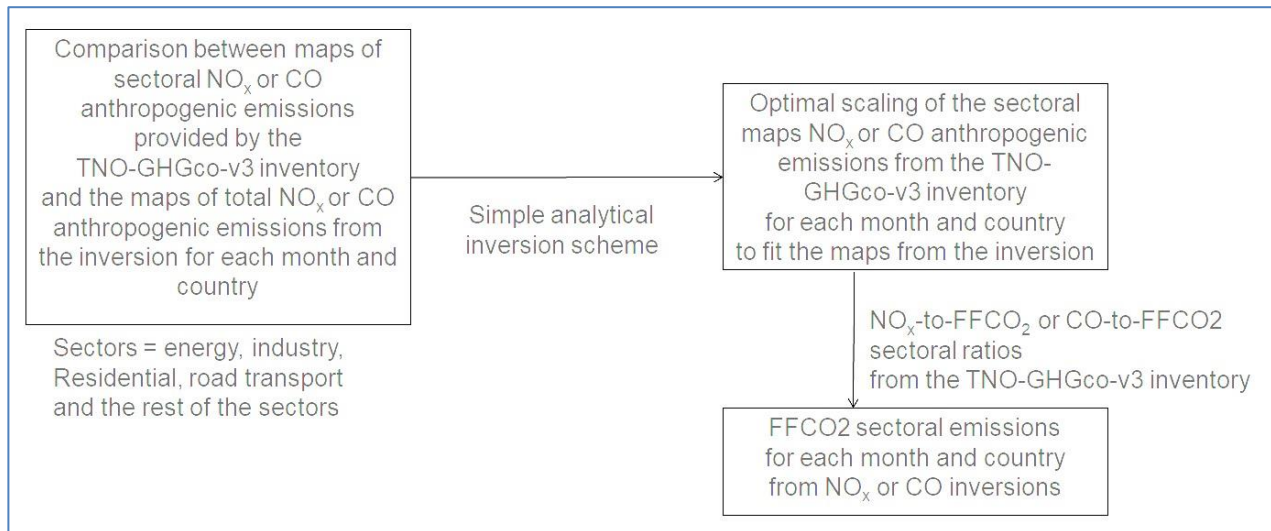 Comparison between maps of
sectoral NOx or CO
anthropogenic emissions
provided by the
TNO-GHGco-v3 inventory
and the maps of total NOx or CO
anthropogenic emissions from
the inversion for each month and
country
Sectors = energy, industry,
Residential, road transport
and the rest of the sectors
Simple analytical
inversion scheme
Optimal scaling of the sectoral
maps NOx or CO anthropogenic
emissions from the TNO-
GHGco-v3 inventory
for each month and country
to fit the maps from the inversion
NOx-to-FFCO2 or CO-to-FFCO2
sectoral ratios
from the TNO-GHGco-v3 inventory
FFCO2 sectoral emissions
for each month and country
from NOx or CO inversions